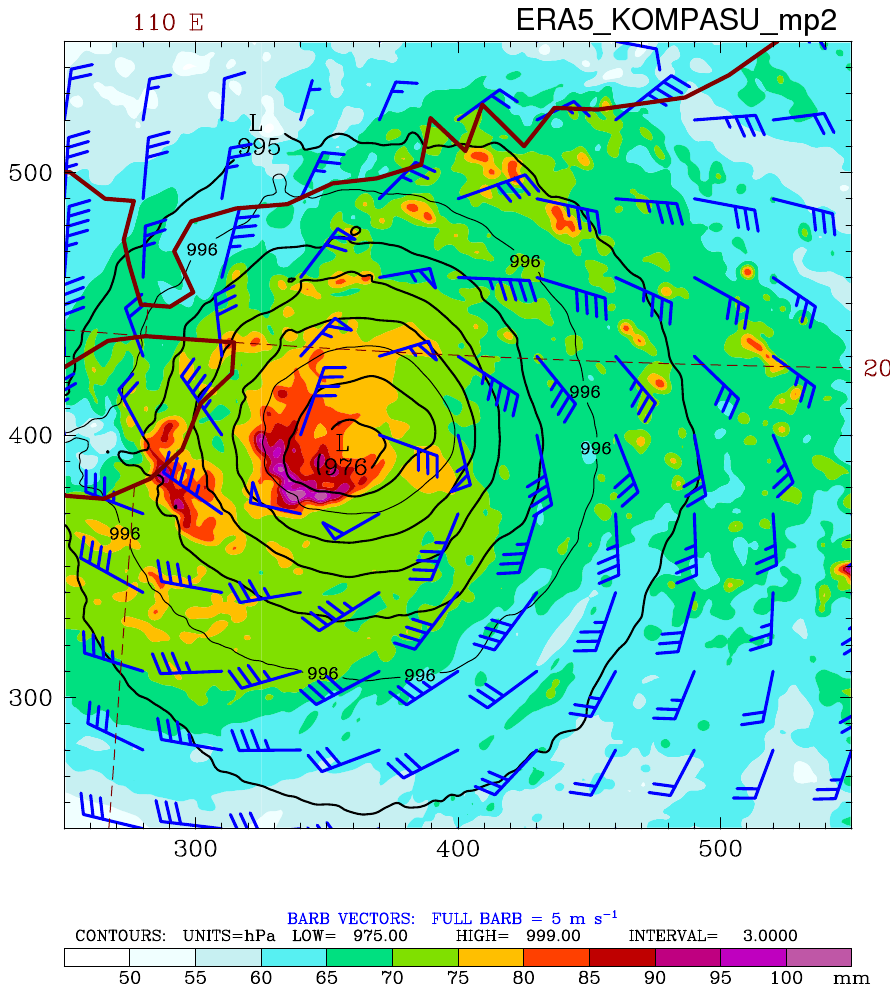 110 E
ERA5_KOMPASU_mp2
L
995
500
996
996
20
996
L
976
400
996
996
996
996
300
300
400
500
BARB VECTORS: FULL BARB = 5 m s⁻¹
CONTOURS: UNITS=hPa LOW= 975.00 HIGH= 999.00 INTERVAL= 3.0000
50 55 60 65 70 75 80 85 90 95 100 mm